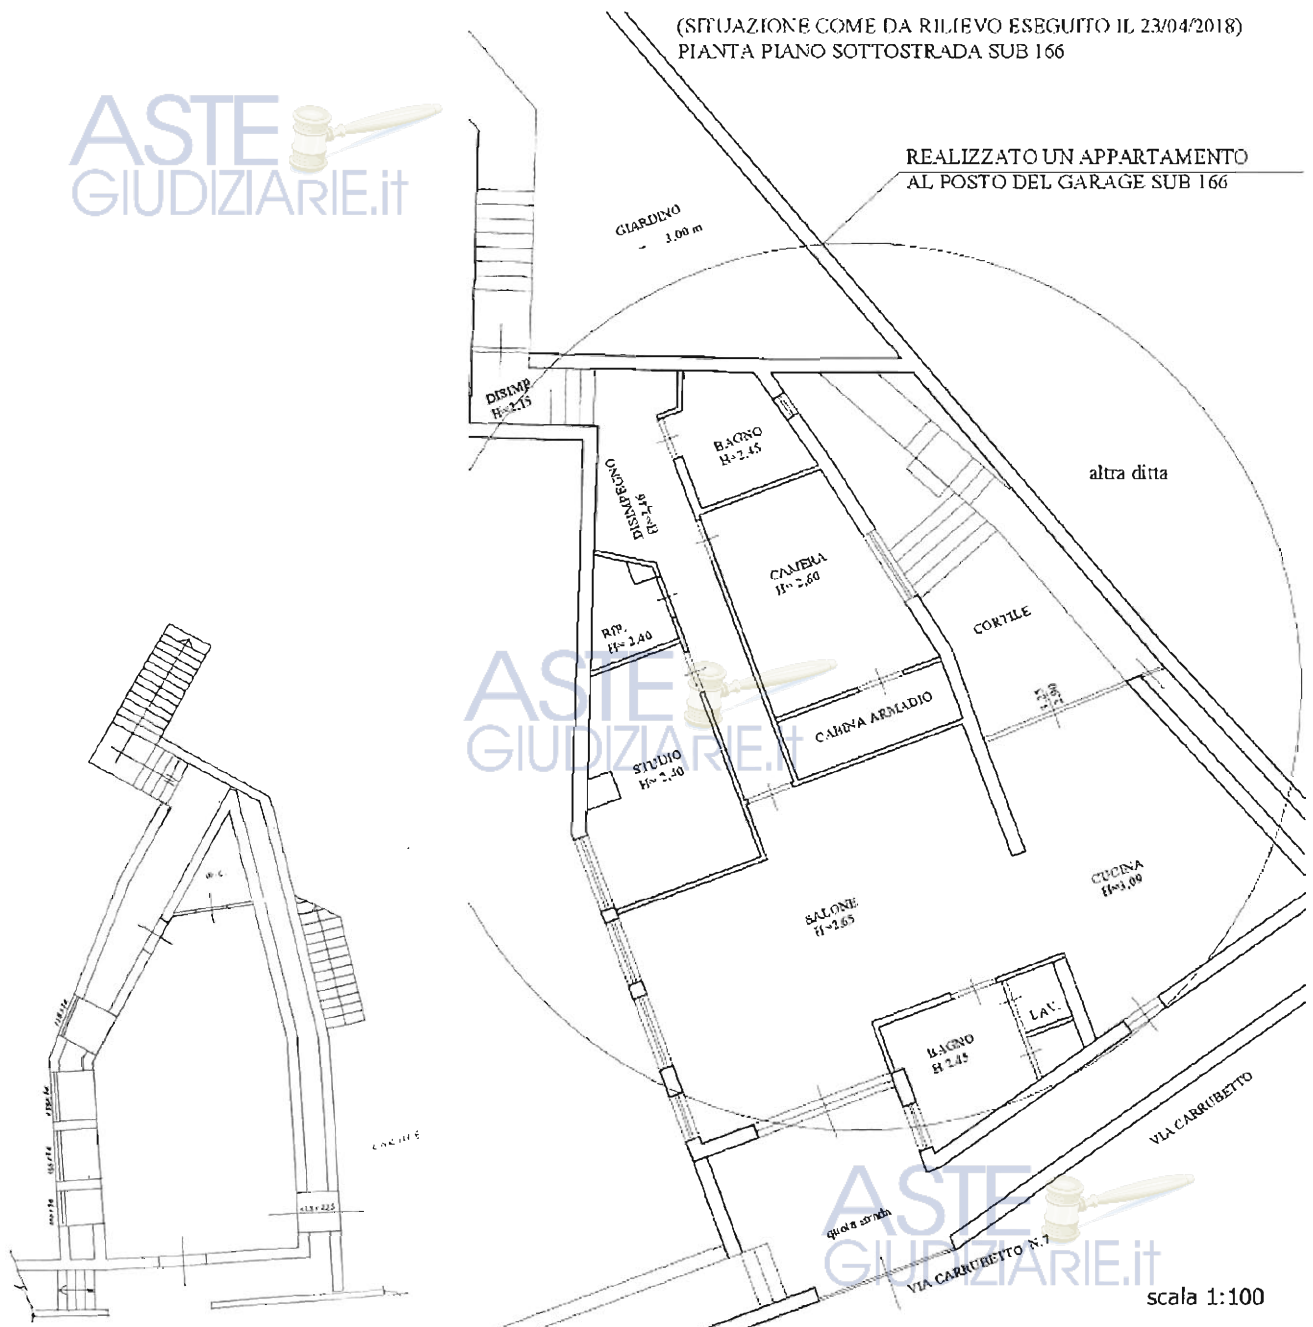 (SITUAZIONE COME DA RILIEVO ESEGUITO IL 23/04/2018)
PIANTA PIANO SOTTOSTRADA SUB 166
ASTE
GIUDIZIARIE.it
REALIZZATO UN APPARTAMENTO
AL POSTO DEL GARAGE SUB 166
GIARDINO
- 3,00 m
DISIMP.
H=2,15
BAGNO
H=2,45
altra ditta
DISIMPEGNO
H=2,46
CAMERA
H=2,60
CORTILE
RIP.
H=2,40
ASTE
GIUDIZIARIE.it
CABINA ARMADIO
STUDIO
H=2,40
W.C.
CUCINA
H=3,09
SALONE
H=2,65
LAV.
BAGNO
H 2,45
VIA CARRUBETTO
ASTE
GIUDIZIARIE.it
quota strada
VIA CARRUBETTO N.7
scala 1:100